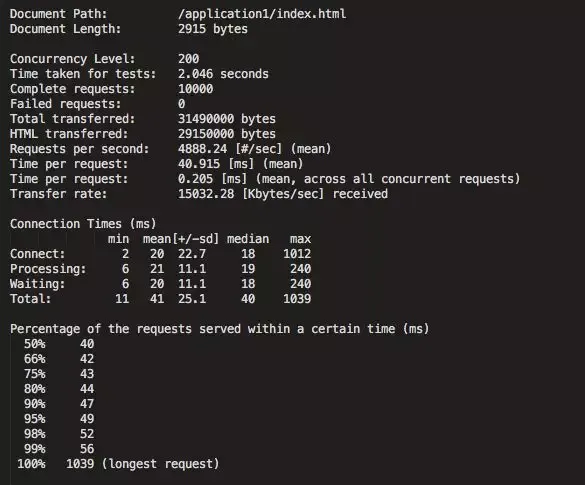 Document Path: /application1/index.html
Document Length: 2915 bytes
Concurrency Level: 200
Time taken for tests: 2.046 seconds
Complete requests: 10000
Failed requests: 0
Total transferred: 31490000 bytes
HTML transferred: 29150000 bytes
Requests per second: 4888.24 [#/sec] (mean)
Time per request: 40.915 [ms] (mean)
Time per request: 0.205 [ms] (mean, across all concurrent requests)
Transfer rate: 15032.28 [Kbytes/sec] received
Connection Times (ms)
min mean[+/-sd] median max
Connect: 2 20 22.7 18 1012
Processing: 6 21 11.1 19 240
Waiting: 6 20 11.1 18 240
Total: 11 41 25.1 40 1039
Percentage of the requests served within a certain time (ms)
50% 40
66% 42
75% 43
80% 44
90% 47
95% 49
98% 52
99% 56
100% 1039 (longest request)